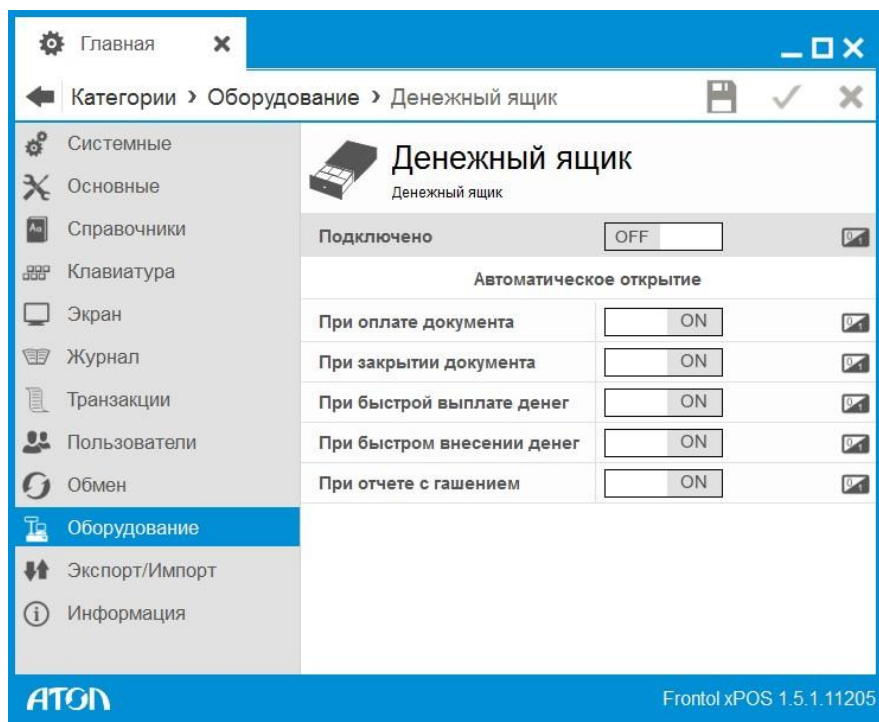 Главная
Категории › Оборудование › Денежный ящик
Системные
Основные
Справочники
Клавиатура
Экран
Журнал
Транзакции
Пользователи
Обмен
Оборудование
Экспорт/Импорт
Информация
Денежный ящик
Денежный ящик
Подключено OFF
Автоматическое открытие
При оплате документа ON
При закрытии документа ON
При быстрой выплате денег ON
При быстром внесении денег ON
При отчете с гашением ON
АТОЛ Frontol xPOS 1.5.1.11205